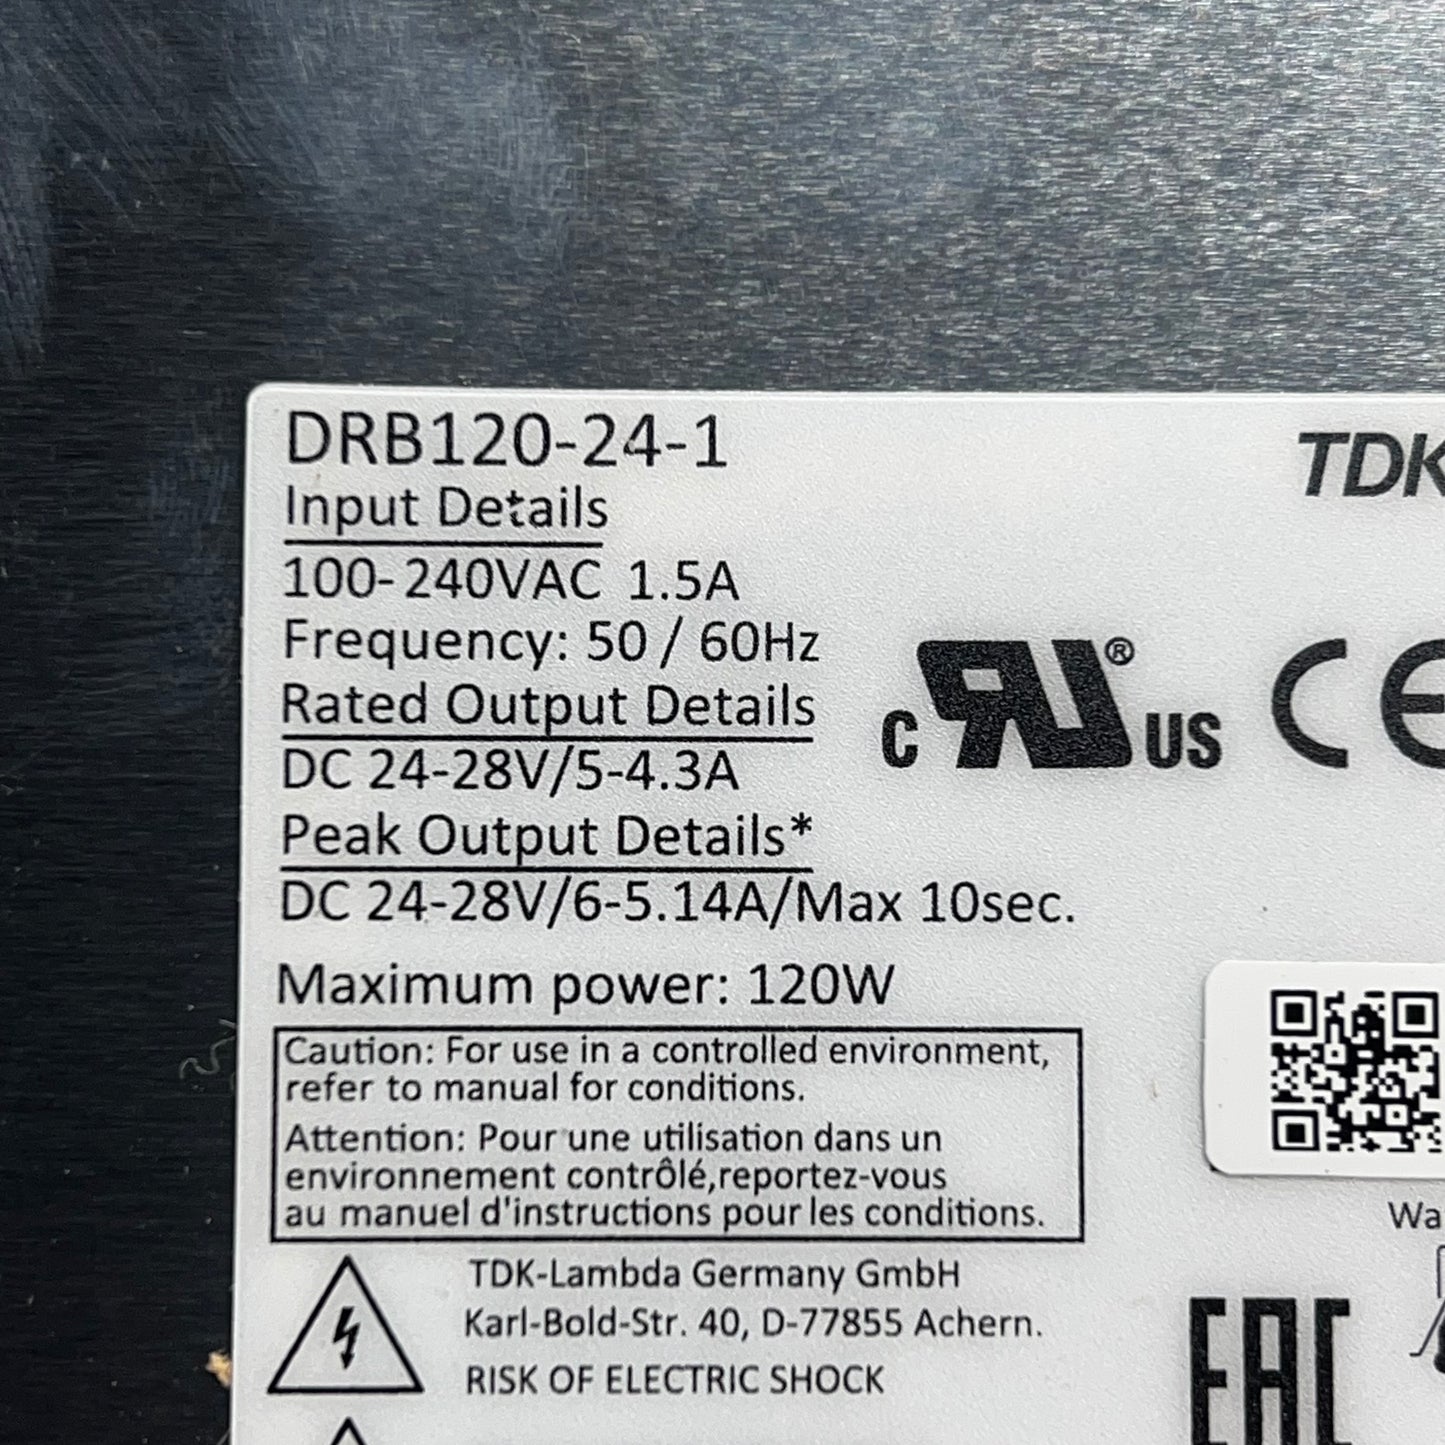 DRB120-24-1
TDK
Input Details
100-240VAC 1.5A
Frequency: 50 / 60Hz
Rated Output Details
DC 24-28V/5-4.3A
c RU® US CE
Peak Output Details*
DC 24-28V/6-5.14A/Max 10sec.
Maximum power: 120W
Caution: For use in a controlled environment,
refer to manual for conditions.
Attention: Pour une utilisation dans un
environnement contrôlé,reportez-vous
au manuel d'instructions pour les conditions.
Wa
TDK-Lambda Germany GmbH
Karl-Bold-Str. 40, D-77855 Achern.
RISK OF ELECTRIC SHOCK
EAC